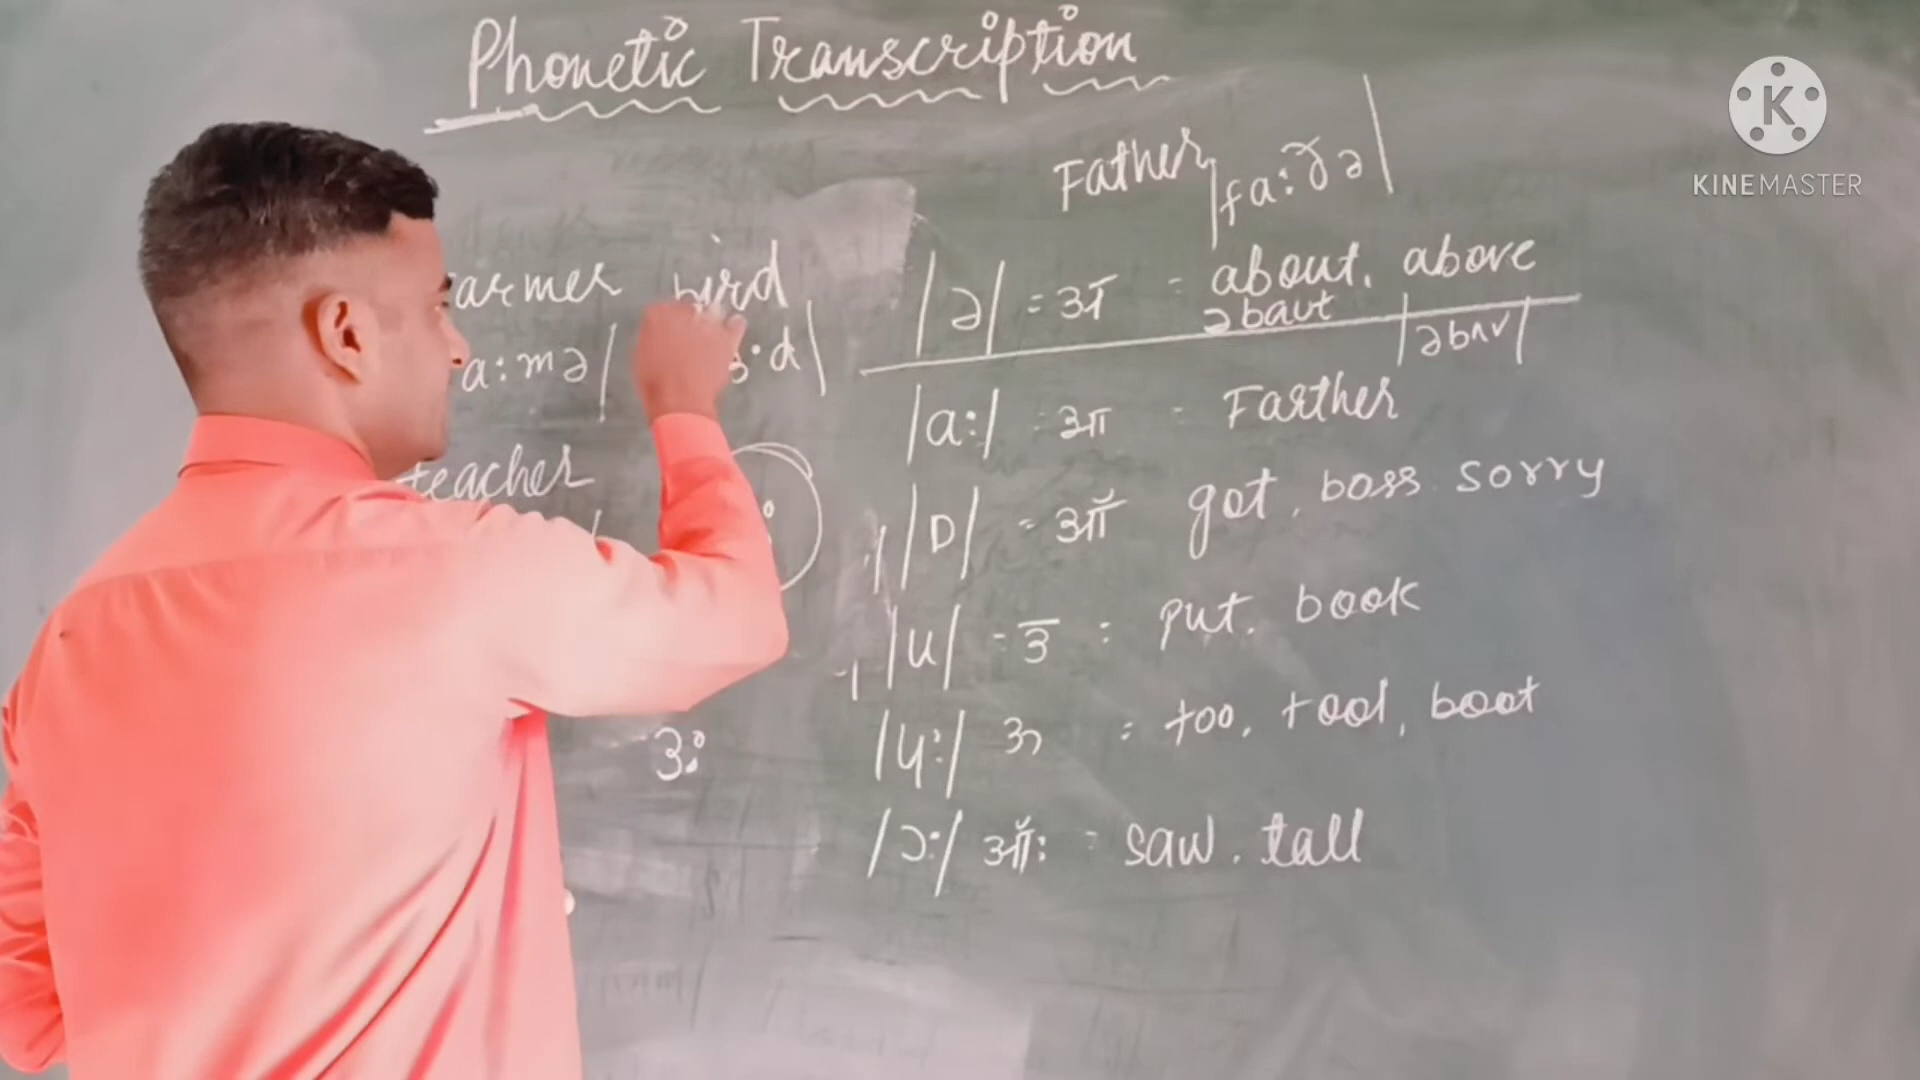 Phonetic Transcription
KINEMASTER
Father |fa:ðə|
armer bird
a:mə| 3:d|
|ə| = अ = about, above
əbaut |əbʌv|
|a:| = आ = Farther
teacher
|ɒ| = ऑ got, boss sorry
|u| = उ = put, book
|u:| ऊ = too, tool, boot
3:
|ɔ:| ऑ: = saw, tall